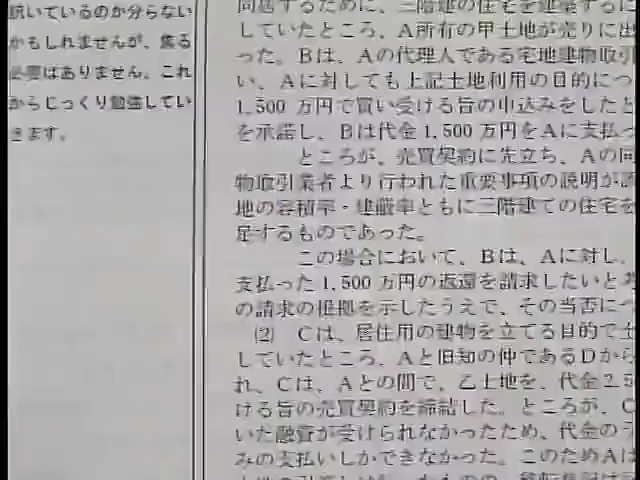 訊いているのか分らない
かもしれませんが、焦る
必要はありません。これ
からじっくり勉強してい
きます。
同居するために、三階建の住宅を建築するに
していたところ、A所有の甲土地が売りに出
った。Bは、Aの代理人である宅地建物取引
い、Aに対しても上記土地利用の目的につ
1,500 万円で買い受ける旨の申込みをしたと
を承諾し、Bは代金 1,500 万円をAに支払っ
ところが、売買契約に先立ち、Aの同
物取引業者より行われた重要事項の説明が誤
地の容積率・建蔽率ともに三階建ての住宅を
足するものであった。
この場合において、Bは、Aに対し、
支払った 1,500 万円の返還を請求したいと考
の請求の根拠を示したうえで、その当否につ
(2) Cは、居住用の建物を立てる目的で土
していたところ、Aと旧知の仲であるDから
れ、Cは、Aとの間で、乙土地を、代金 2,5
ける旨の売買契約を締結した。ところが、C
いた融資が受けられなかったため、代金のう
みの支払いしかできなかった。このためAは